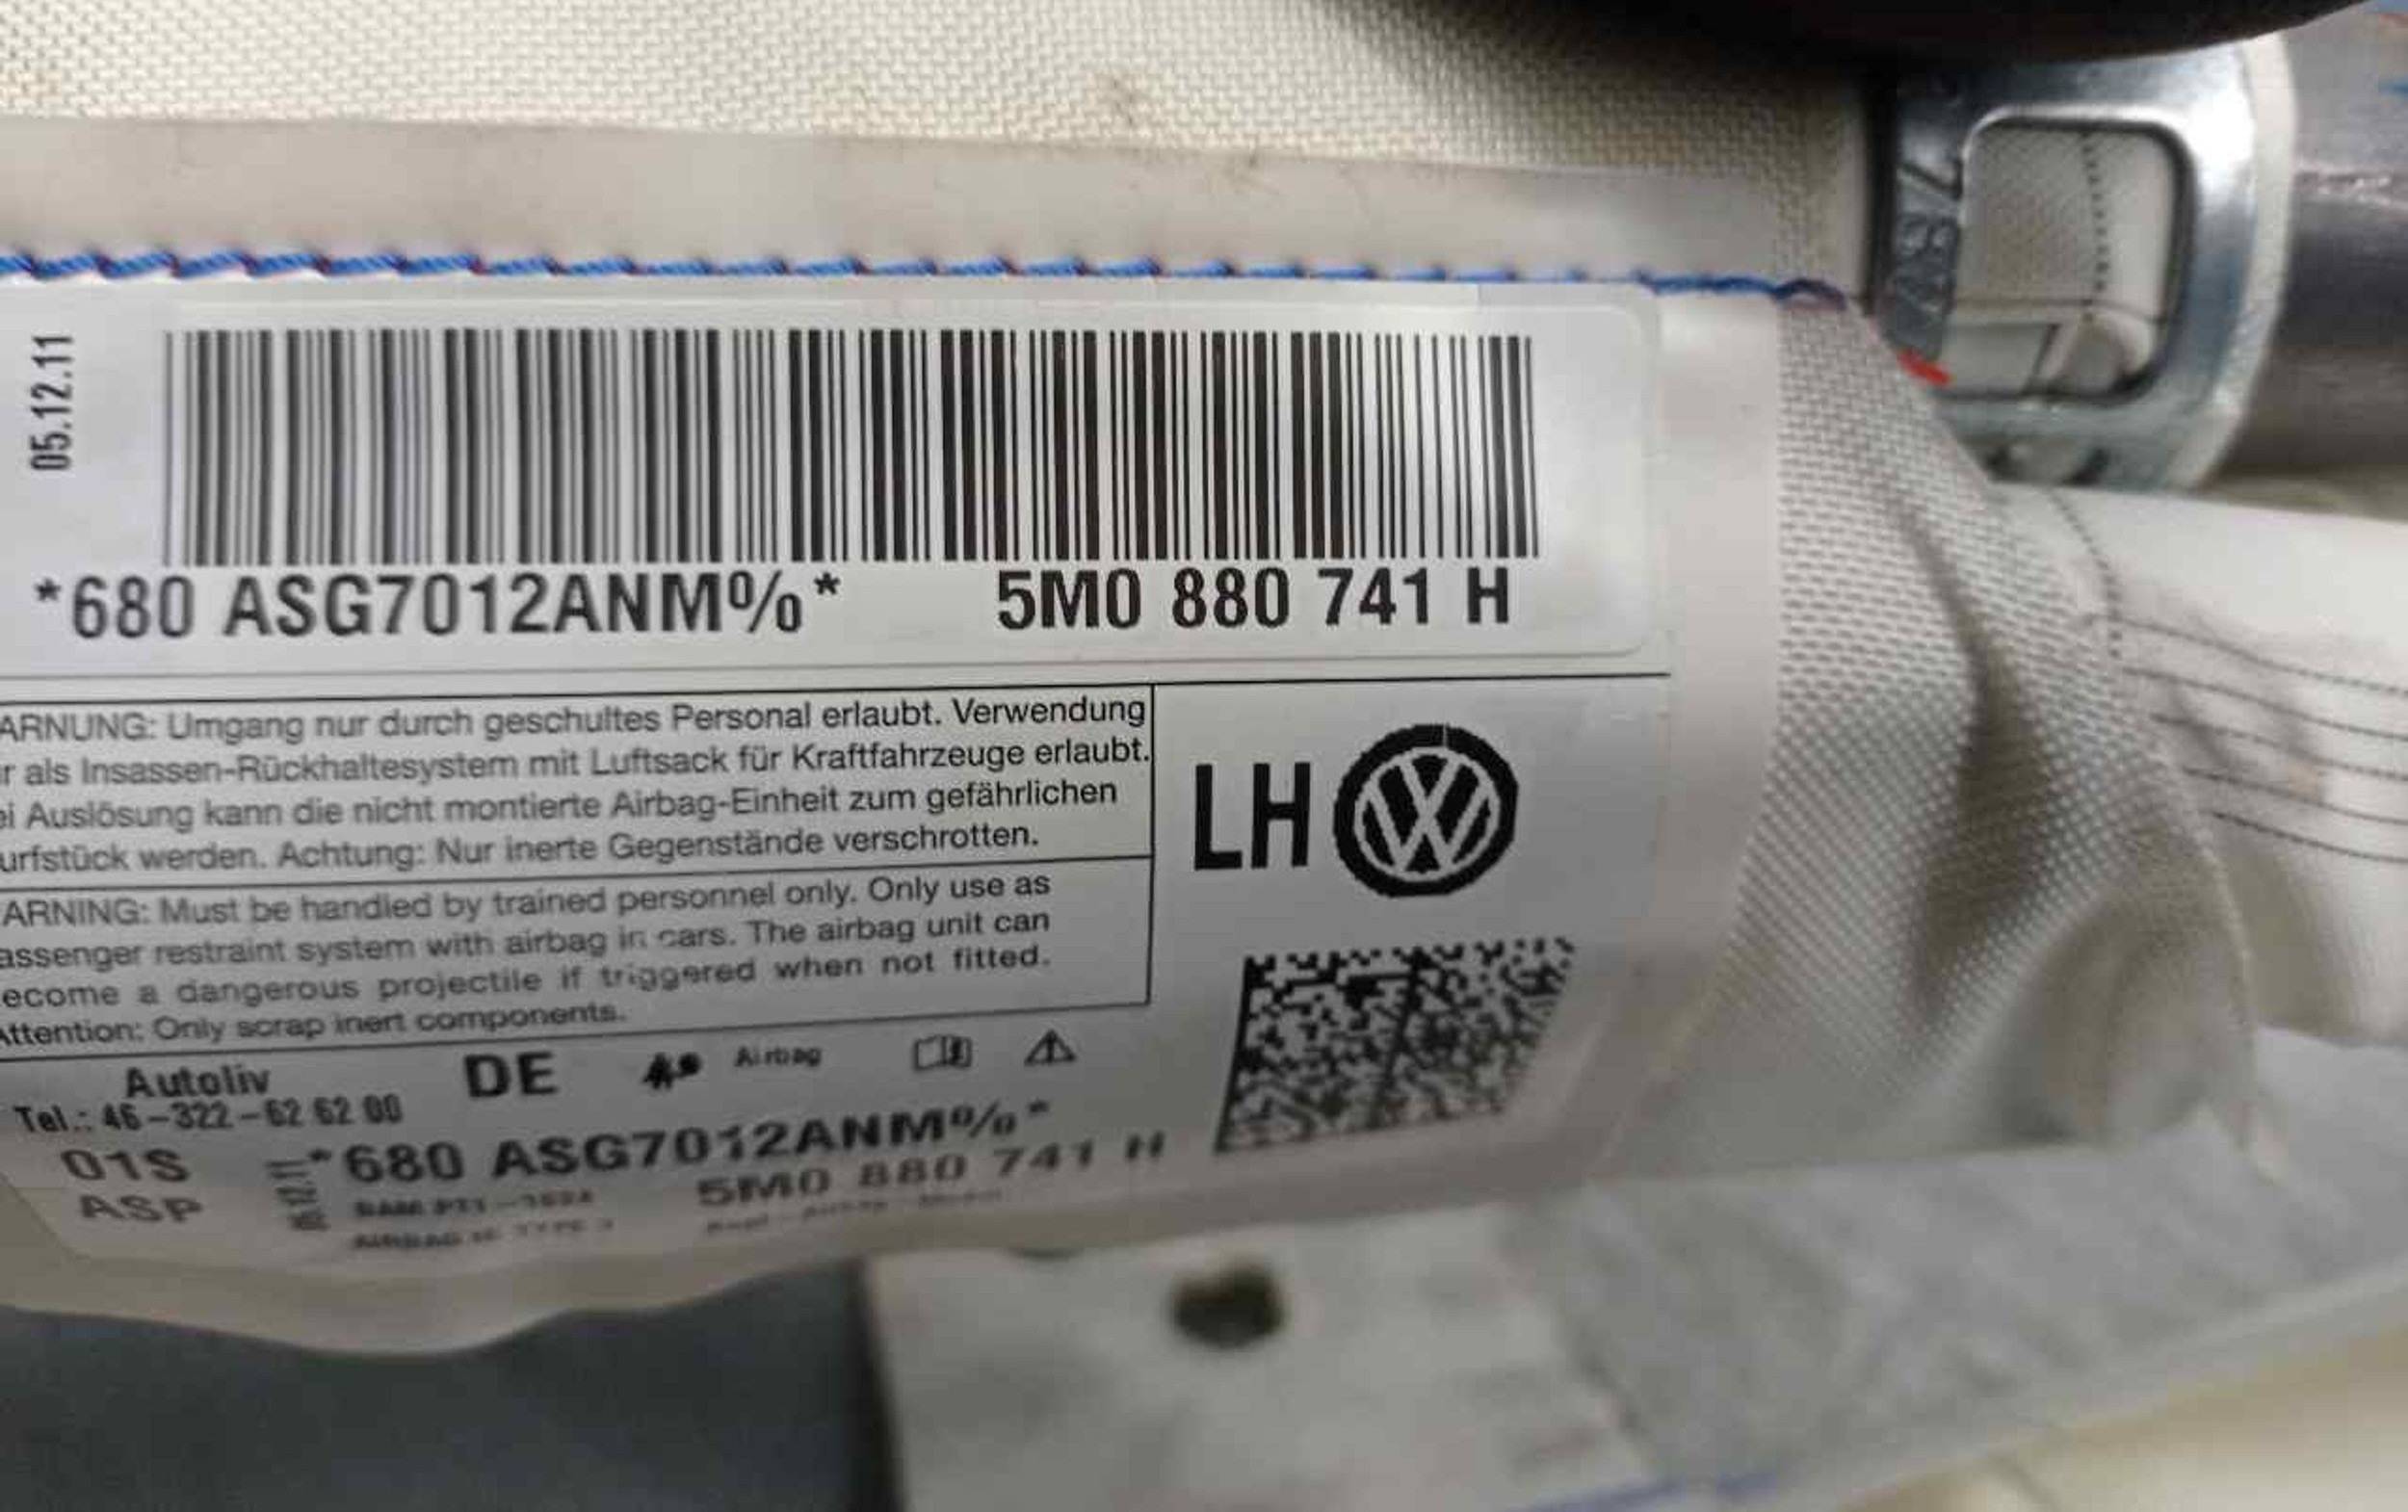 787
05.12.11
*680 ASG7012ANM%* 5M0 880 741 H
ARNUNG: Umgang nur durch geschultes Personal erlaubt. Verwendung
r als Insassen-Rückhaltesystem mit Luftsack für Kraftfahrzeuge erlaubt.
ei Auslösung kann die nicht montierte Airbag-Einheit zum gefährlichen
urfstück werden. Achtung: Nur inerte Gegenstände verschrotten.
LH
ARNING: Must be handled by trained personnel only. Only use as
assenger restraint system with airbag in cars. The airbag unit can
ecome a dangerous projectile if triggered when not fitted.
Attention: Only scrap inert components.
Autoliv DE Airbag
Tel.: 46-322-62 62 00
01S *680 ASG7012ANM%*
ASP 5M0 880 741 H